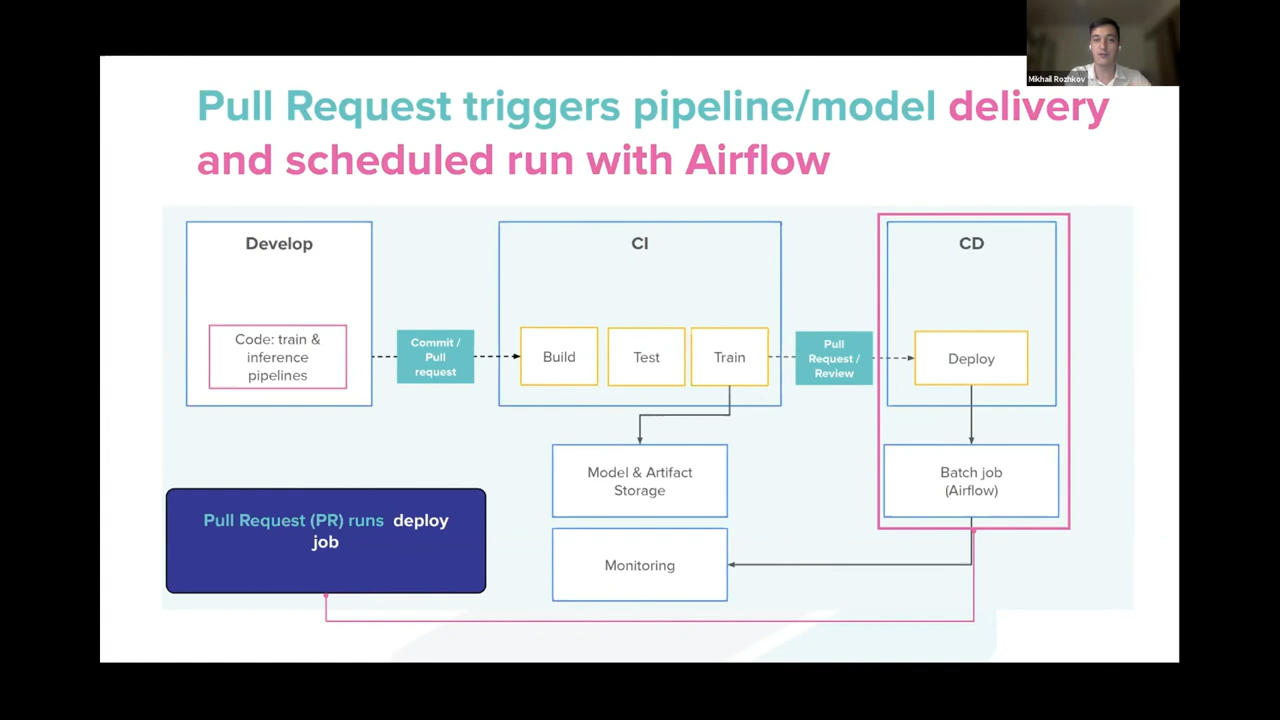 Mikhail Rozhkov
Pull Request triggers pipeline/model delivery
and scheduled run with Airflow
Develop
CI
CD
Code: train &
inference
pipelines
Commit /
Pull
request
Build
Test
Train
Pull
Request /
Review
Deploy
Model & Artifact
Storage
Batch job
(Airflow)
Pull Request (PR) runs deploy
job
Monitoring